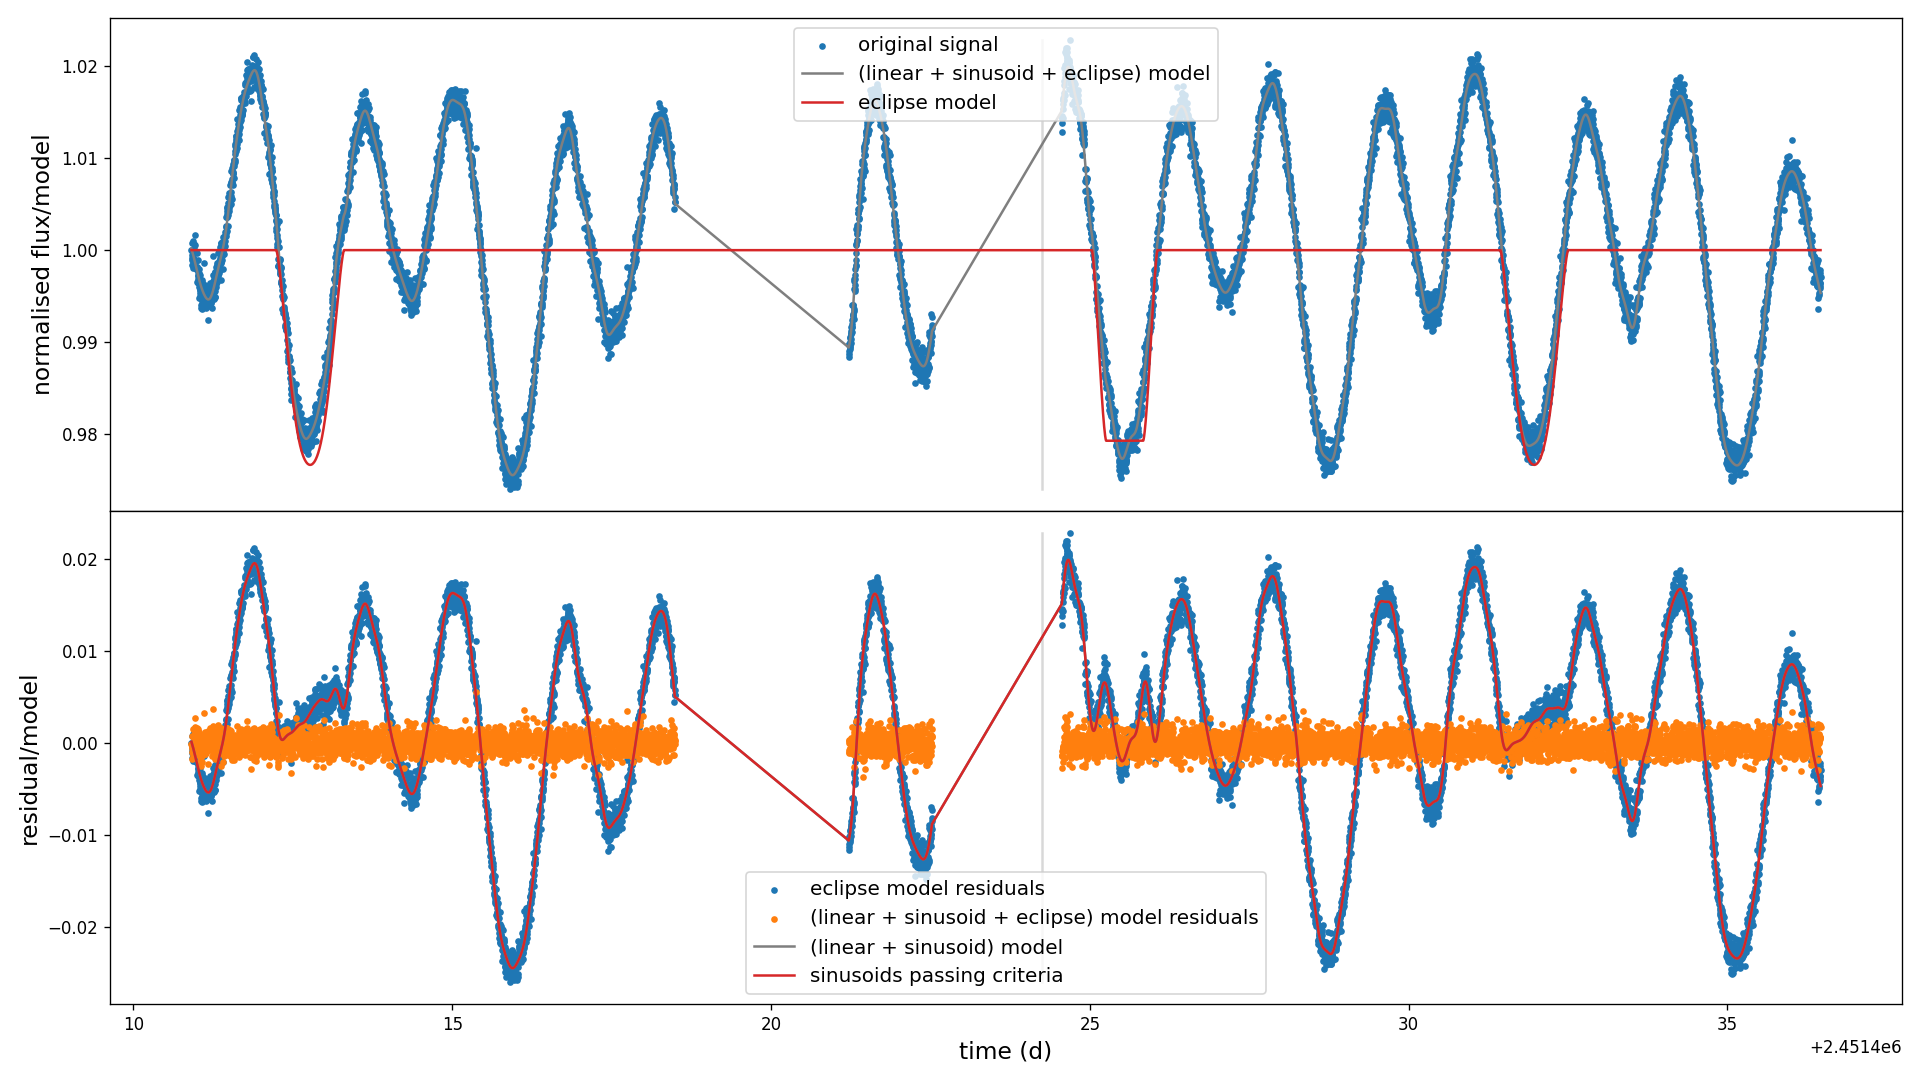 original signal
(linear + sinusoid + eclipse) model
eclipse model
normalised flux/model
1.02
1.01
1.00
0.99
0.98
residual/model
0.02
0.01
0.00
−0.01
−0.02
eclipse model residuals
(linear + sinusoid + eclipse) model residuals
(linear + sinusoid) model
sinusoids passing criteria
10 15 20 25 30 35
time (d)
+2.4514e6